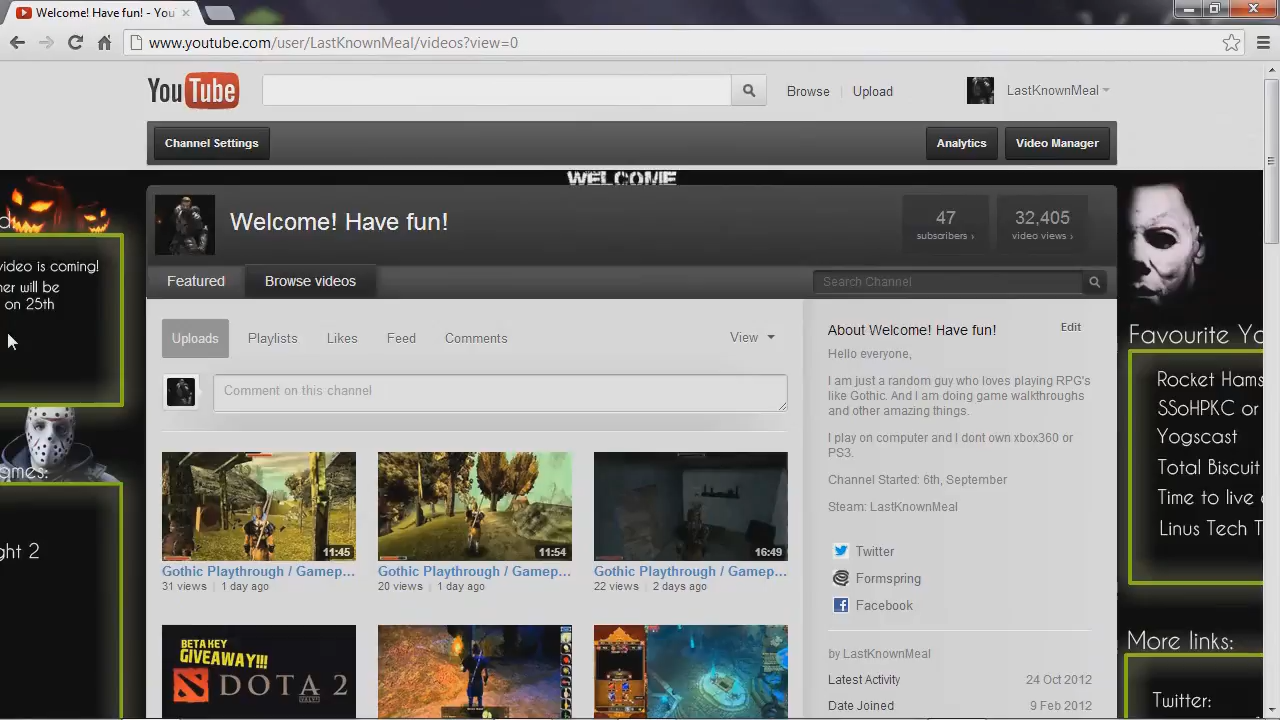 Welcome! Have fun! - You
www.youtube.com/user/LastKnownMeal/videos?view=0
YouTube
Browse
Upload
LastKnownMeal
Channel Settings
Analytics
Video Manager
WELCOME
Welcome! Have fun!
47
subscribers ›
32,405
video views ›
Featured
Browse videos
Search Channel
d:
video is coming!
ner will be
on 25th
ames:
ght 2
Uploads
Playlists
Likes
Feed
Comments
View
Comment on this channel
11:45
Gothic Playthrough / Gamep...
31 views | 1 day ago
11:54
Gothic Playthrough / Gamep...
20 views | 1 day ago
16:49
Gothic Playthrough / Gamep...
22 views | 2 days ago
BETA KEY
GIVEAWAY!!!
DOTA 2
About Welcome! Have fun!
Edit
Hello everyone,
I am just a random guy who loves playing RPG's
like Gothic. And I am doing game walkthroughs
and other amazing things.
I play on computer and I dont own xbox360 or
PS3.
Channel Started: 6th, September
Steam: LastKnownMeal
Twitter
Formspring
Facebook
by LastKnownMeal
Latest Activity
24 Oct 2012
Date Joined
9 Feb 2012
Favourite Yo
Rocket Hams
SSoHPKC or
Yogscast
Total Biscuit
Time to live
Linus Tech T
More links:
Twitter: